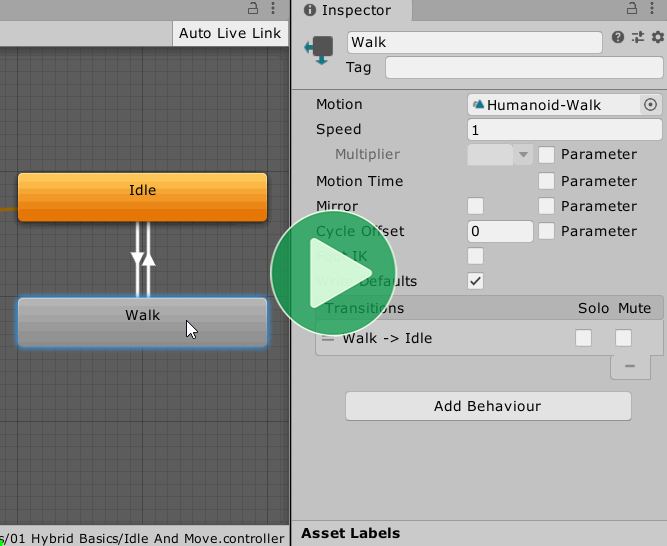 Inspector
Auto Live Link
Walk
Tag
Motion
Humanoid-Walk
Speed
1
Multiplier
Parameter
Motion Time
Parameter
Mirror
Parameter
Cycle Offset
0
Parameter
IK
Defaults
Transitions
Solo Mute
Walk -> Idle
Add Behaviour
Idle
Walk
/01 Hybrid Basics/Idle And Move.controller
Asset Labels